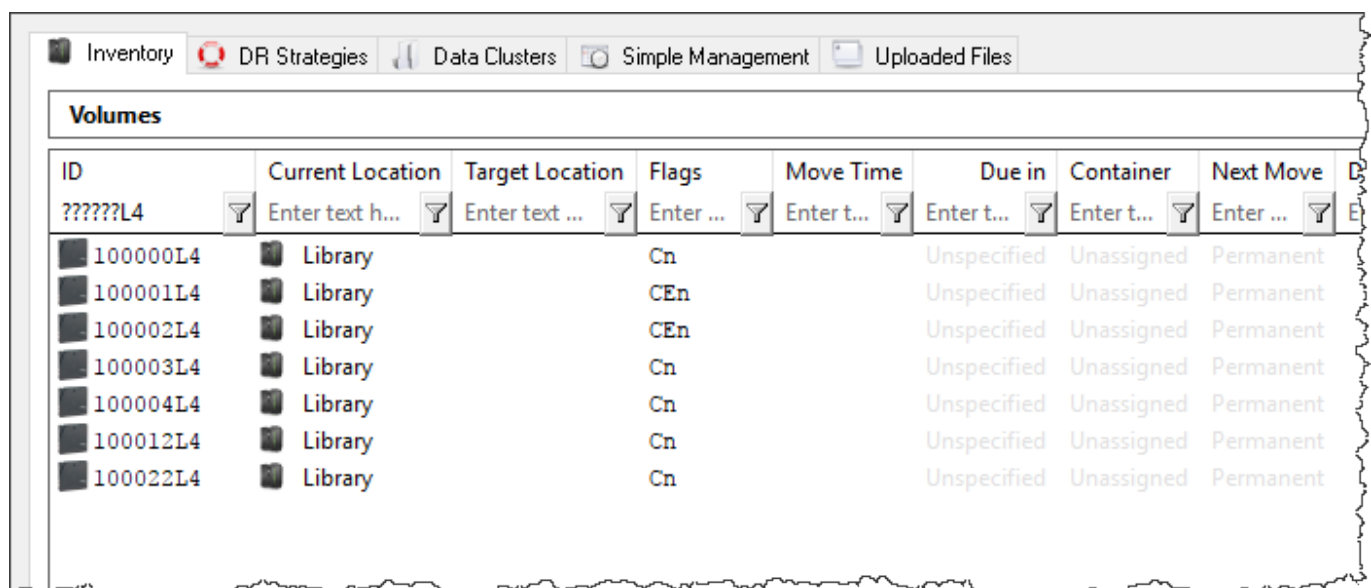 Inventory DR Strategies Data Clusters Simple Management Uploaded Files
Volumes
ID Current Location Target Location Flags Move Time Due in Container Next Move
??????L4 Enter text h... Enter text ... Enter ... Enter t... Enter t... Enter t... Enter ...
100000L4 Library Cn Unspecified Unassigned Permanent
100001L4 Library CEn Unspecified Unassigned Permanent
100002L4 Library CEn Unspecified Unassigned Permanent
100003L4 Library Cn Unspecified Unassigned Permanent
100004L4 Library Cn Unspecified Unassigned Permanent
100012L4 Library Cn Unspecified Unassigned Permanent
100022L4 Library Cn Unspecified Unassigned Permanent